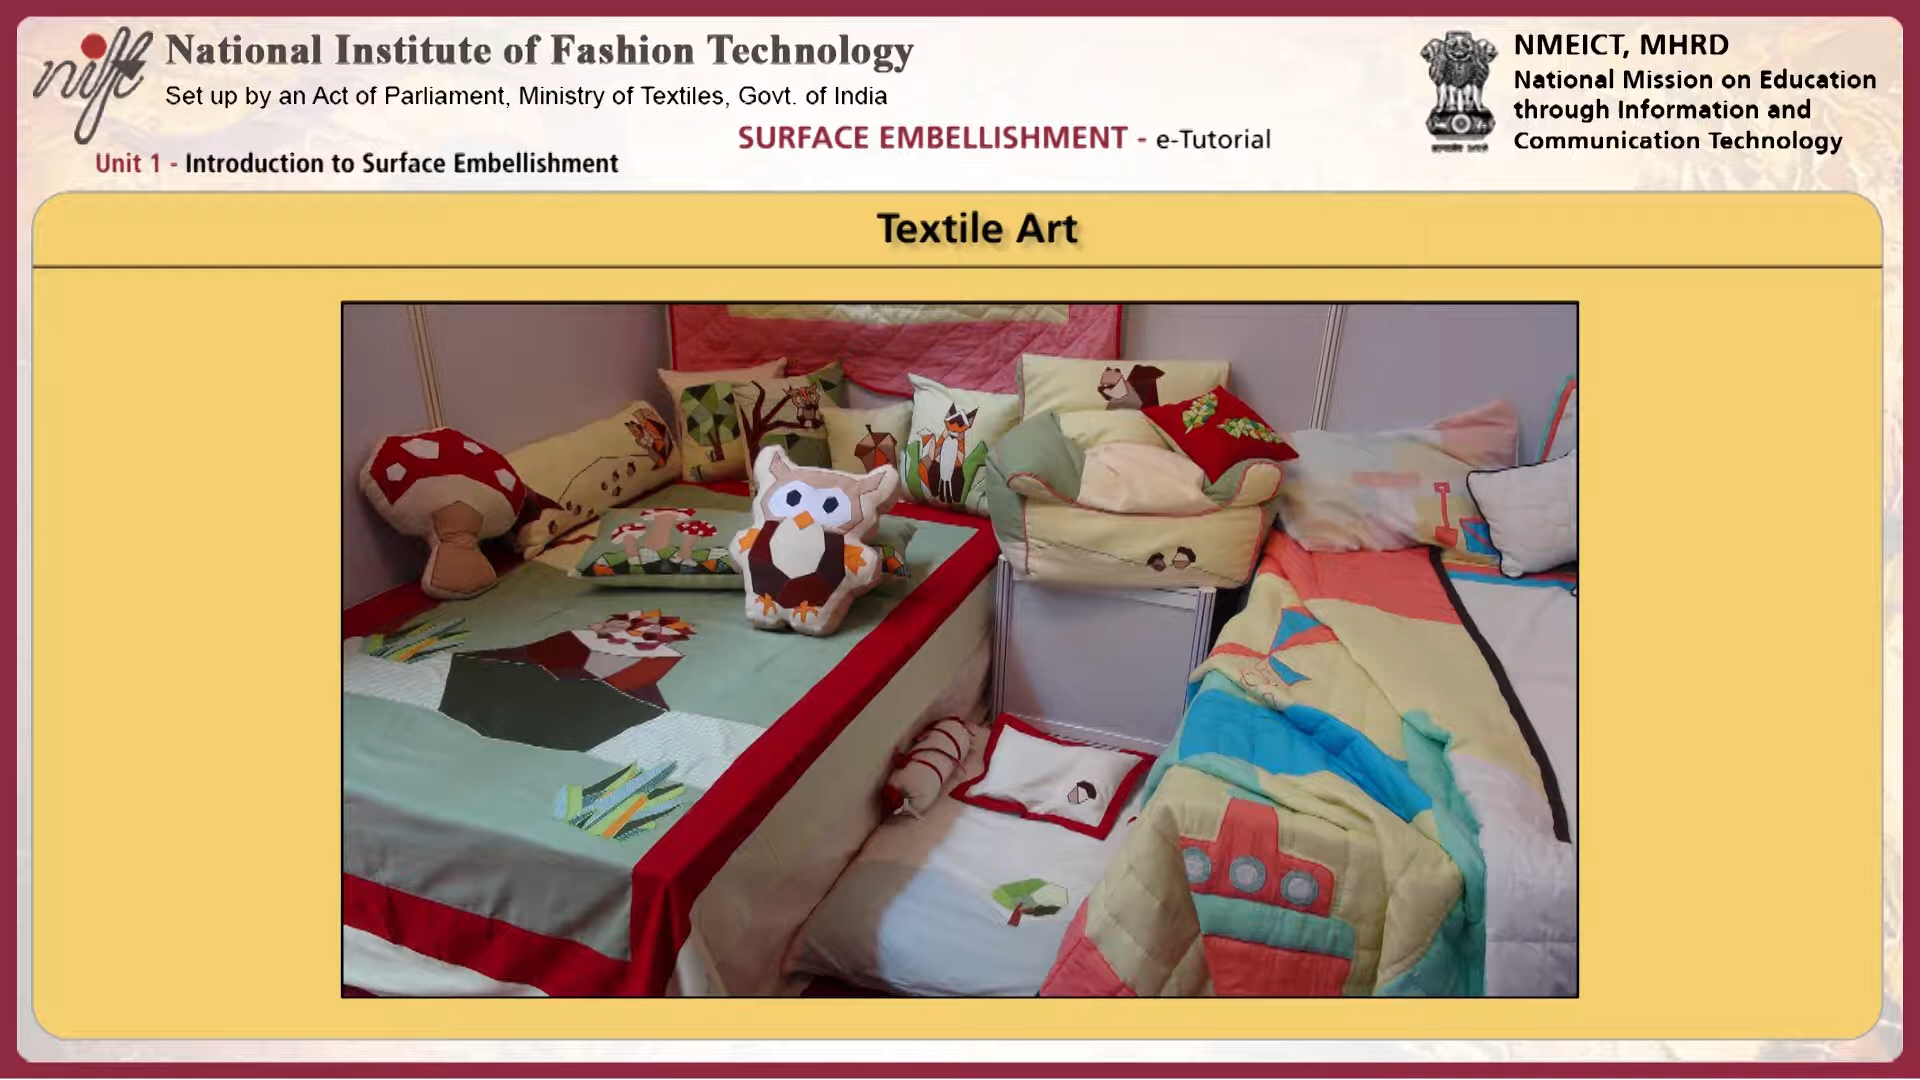 nift
National Institute of Fashion Technology
Set up by an Act of Parliament, Ministry of Textiles, Govt. of India
NMEICT, MHRD
National Mission on Education
through Information and
Communication Technology
SURFACE EMBELLISHMENT - e-Tutorial
Unit 1 - Introduction to Surface Embellishment
Textile Art